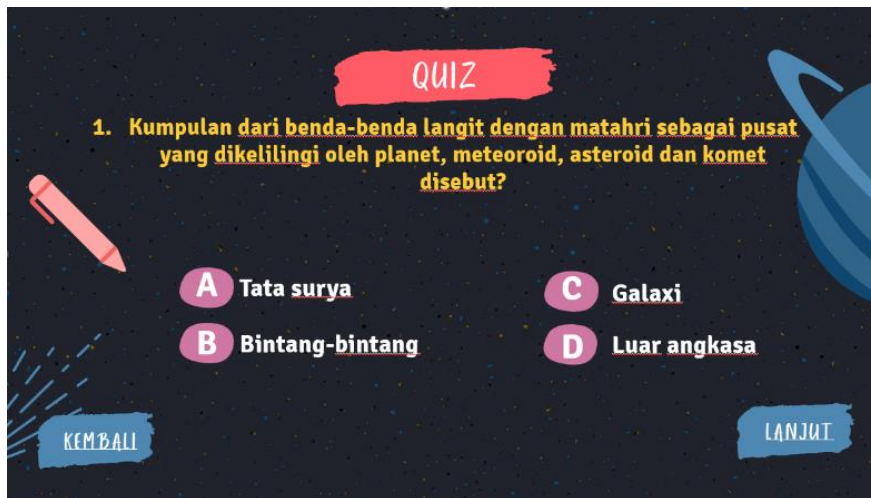 QUIZ
1. Kumpulan dari benda-benda langit dengan matahri sebagai pusat
yang dikelilingi oleh planet, meteoroid, asteroid dan komet
disebut?
A Tata surya
C Galaxi
B Bintang-bintang
D Luar angkasa
KEMBALI
LANJUT